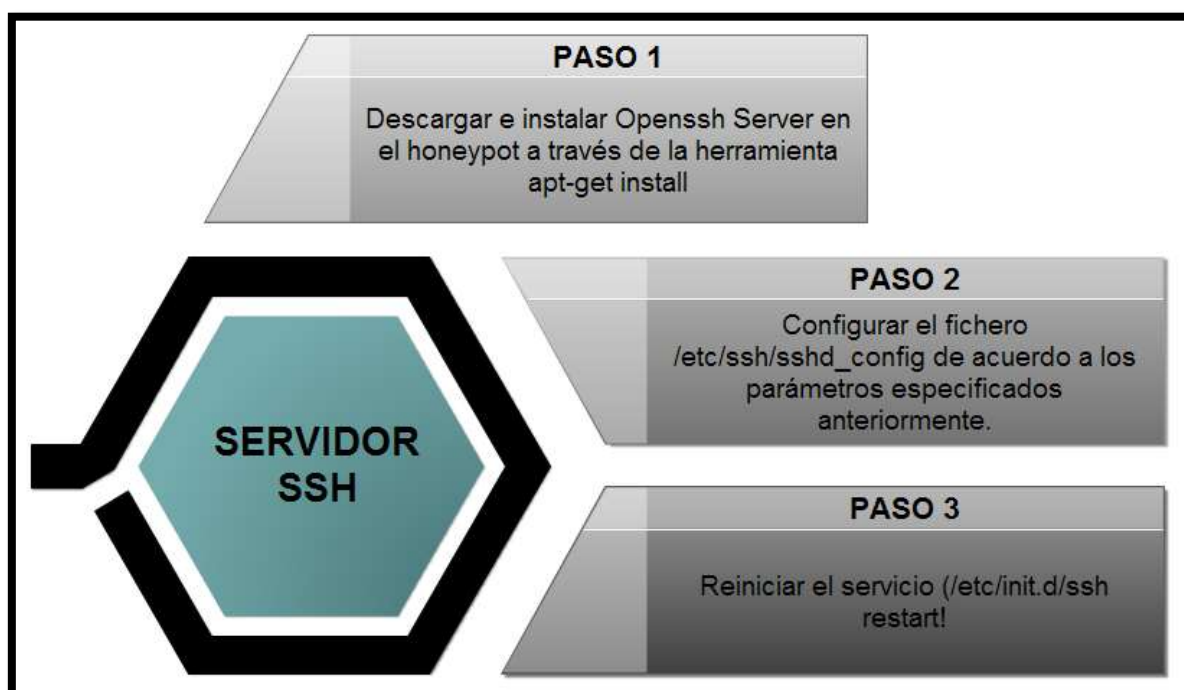 PASO 1
Descargar e instalar Openssh Server en
el honeypot a través de la herramienta
apt-get install
PASO 2
Configurar el fichero
/etc/ssh/sshd_config de acuerdo a los
parámetros especificados
anteriormente.
SERVIDOR
SSH
PASO 3
Reiniciar el servicio (/etc/init.d/ssh
restart!